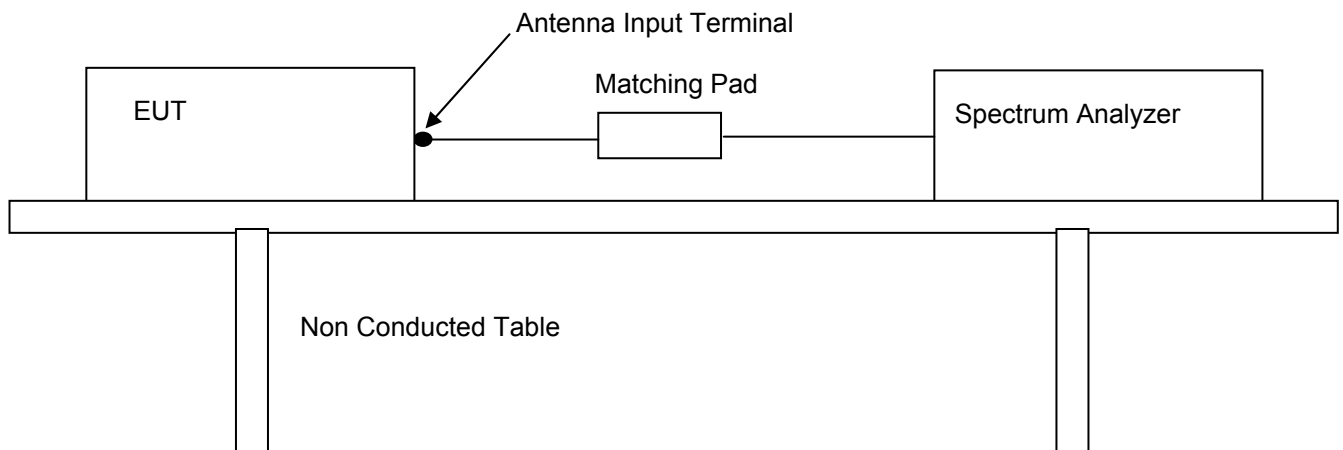 Antenna Input Terminal
Matching Pad
EUT
Spectrum Analyzer
Non Conducted Table